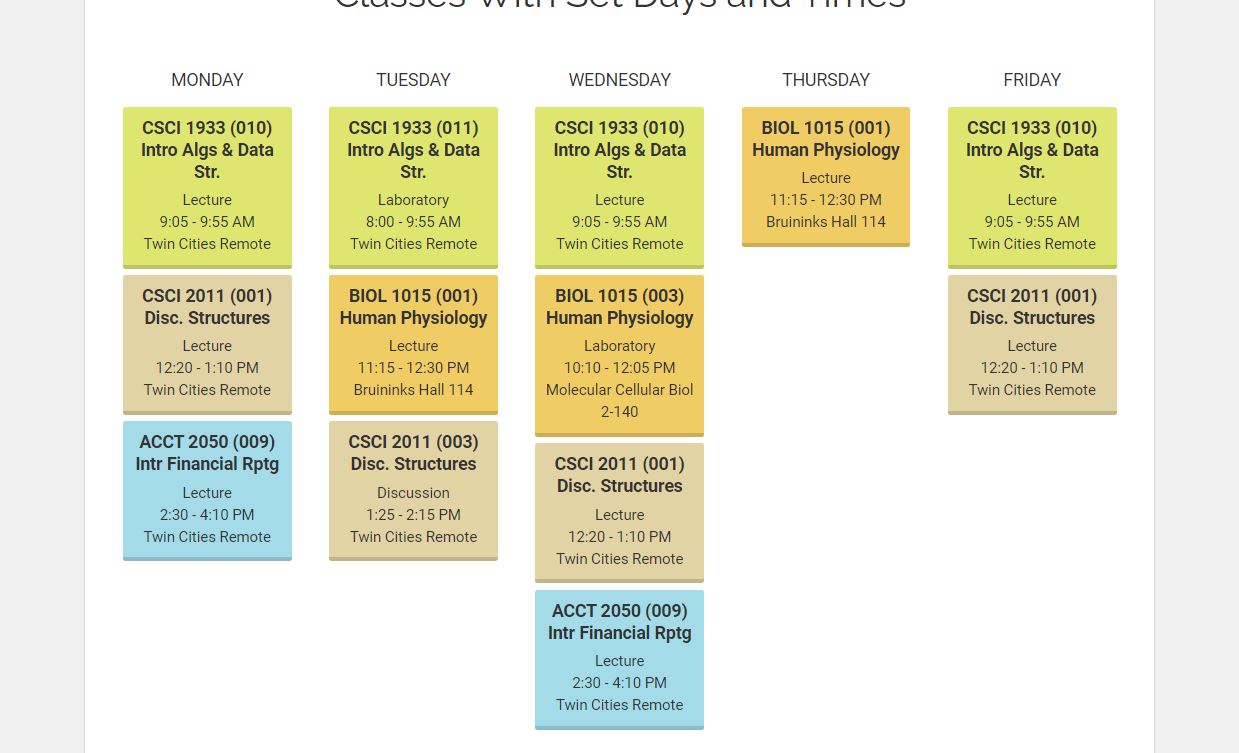 Classes With Set Days and Times
MONDAY
CSCI 1933 (010)
Intro Algs & Data
Str.
Lecture
9:05 - 9:55 AM
Twin Cities Remote
CSCI 2011 (001)
Disc. Structures
Lecture
12:20 - 1:10 PM
Twin Cities Remote
ACCT 2050 (009)
Intr Financial Rptg
Lecture
2:30 - 4:10 PM
Twin Cities Remote
TUESDAY
CSCI 1933 (011)
Intro Algs & Data
Str.
Laboratory
8:00 - 9:55 AM
Twin Cities Remote
BIOL 1015 (001)
Human Physiology
Lecture
11:15 - 12:30 PM
Bruininks Hall 114
CSCI 2011 (003)
Disc. Structures
Discussion
1:25 - 2:15 PM
Twin Cities Remote
WEDNESDAY
CSCI 1933 (010)
Intro Algs & Data
Str.
Lecture
9:05 - 9:55 AM
Twin Cities Remote
BIOL 1015 (003)
Human Physiology
Laboratory
10:10 - 12:05 PM
Molecular Cellular Biol
2-140
CSCI 2011 (001)
Disc. Structures
Lecture
12:20 - 1:10 PM
Twin Cities Remote
ACCT 2050 (009)
Intr Financial Rptg
Lecture
2:30 - 4:10 PM
Twin Cities Remote
THURSDAY
BIOL 1015 (001)
Human Physiology
Lecture
11:15 - 12:30 PM
Bruininks Hall 114
FRIDAY
CSCI 1933 (010)
Intro Algs & Data
Str.
Lecture
9:05 - 9:55 AM
Twin Cities Remote
CSCI 2011 (001)
Disc. Structures
Lecture
12:20 - 1:10 PM
Twin Cities Remote